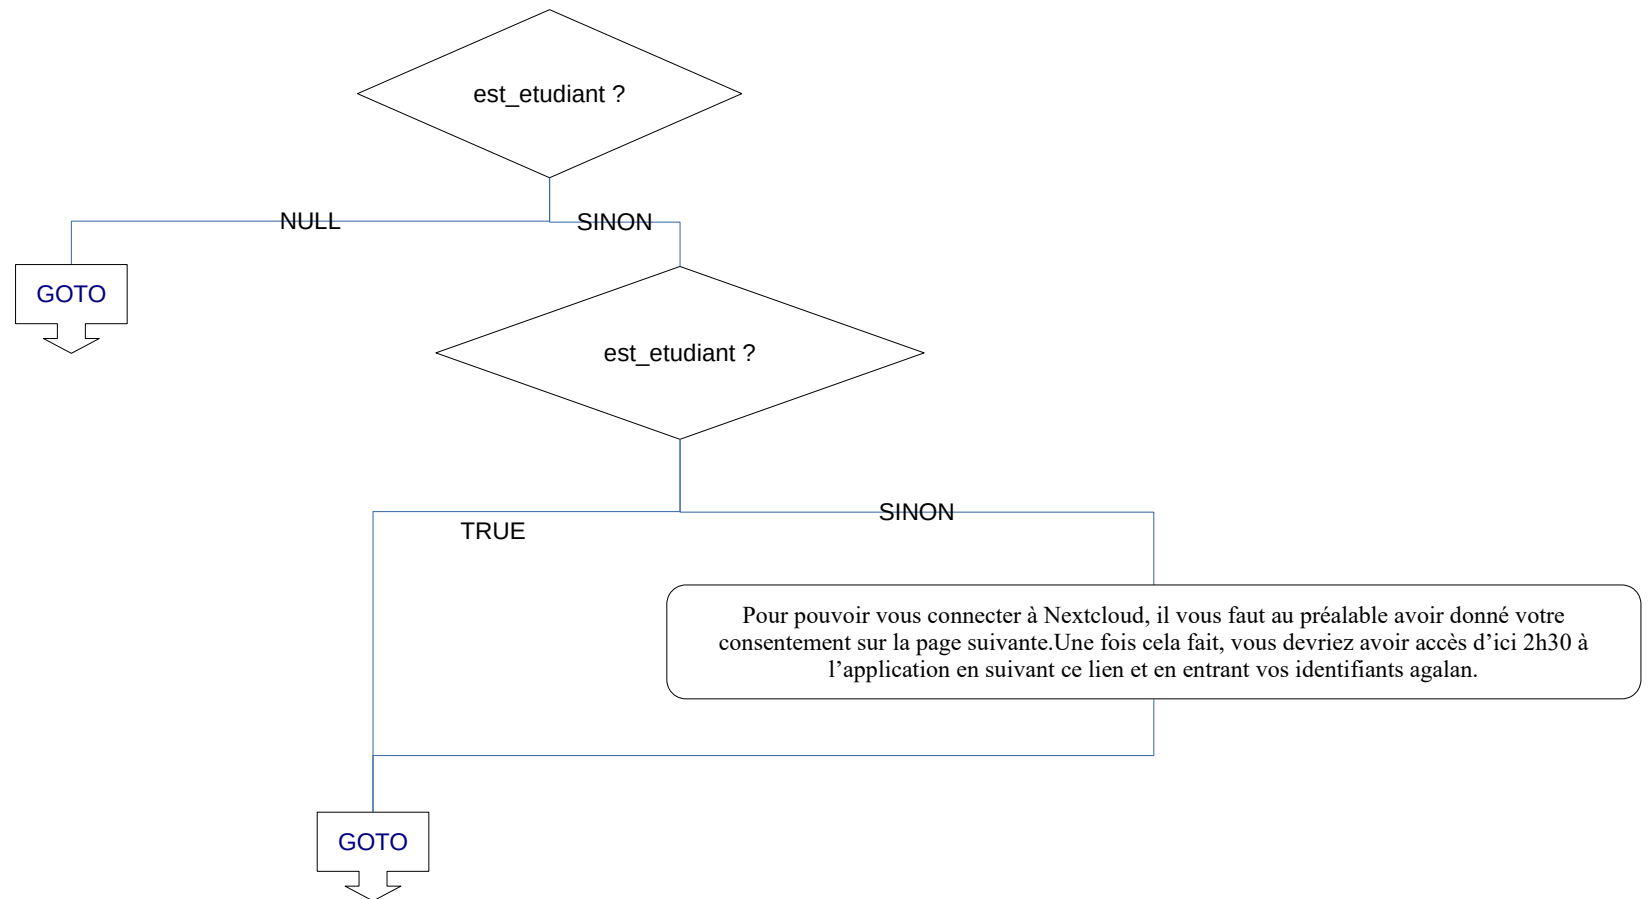 est_etudiant ?
NULL
SINON
GOTO
est_etudiant ?
SINON
TRUE
Pour pouvoir vous connecter à Nextcloud, il vous faut au préalable avoir donné votre
consentement sur la page suivante.Une fois cela fait, vous devriez avoir accès d’ici 2h30 à
l’application en suivant ce lien et en entrant vos identifiants agalan.
GOTO